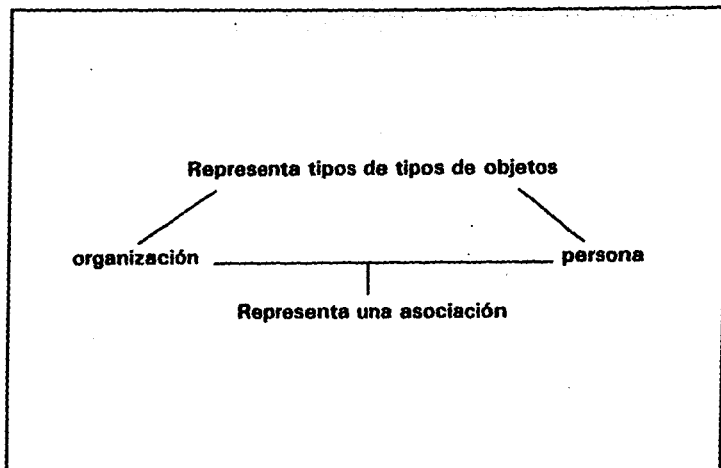 Representa tipos de tipos de objetos
organización
persona
Representa una asociación